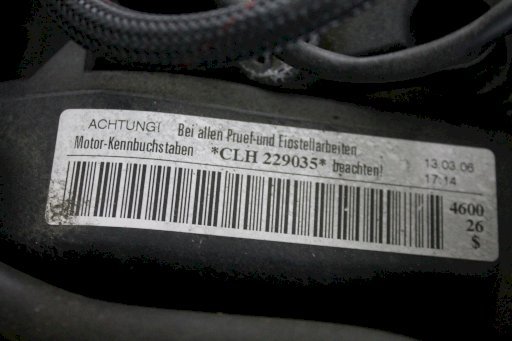 ACHTUNG! Bei allen Pruef-und Einstellarbeiten
Motor-Kennbuchstaben *CLH 229035* beachten!
13.03.06
17:14
4600
26
$